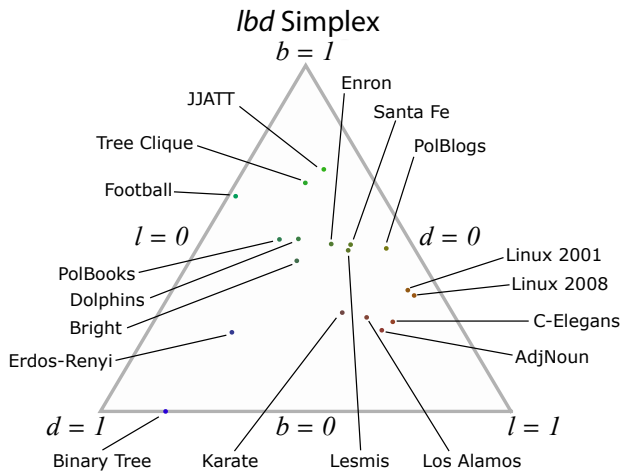 lbd Simplex
b = 1
Enron
JJATT
Santa Fe
Tree Clique
PolBlogs
Football
l = 0
d = 0
Linux 2001
PolBooks
Linux 2008
Dolphins
Bright
C-Elegans
Erdos-Renyi
AdjNoun
d = 1
b = 0
l = 1
Binary Tree
Karate
Lesmis
Los Alamos